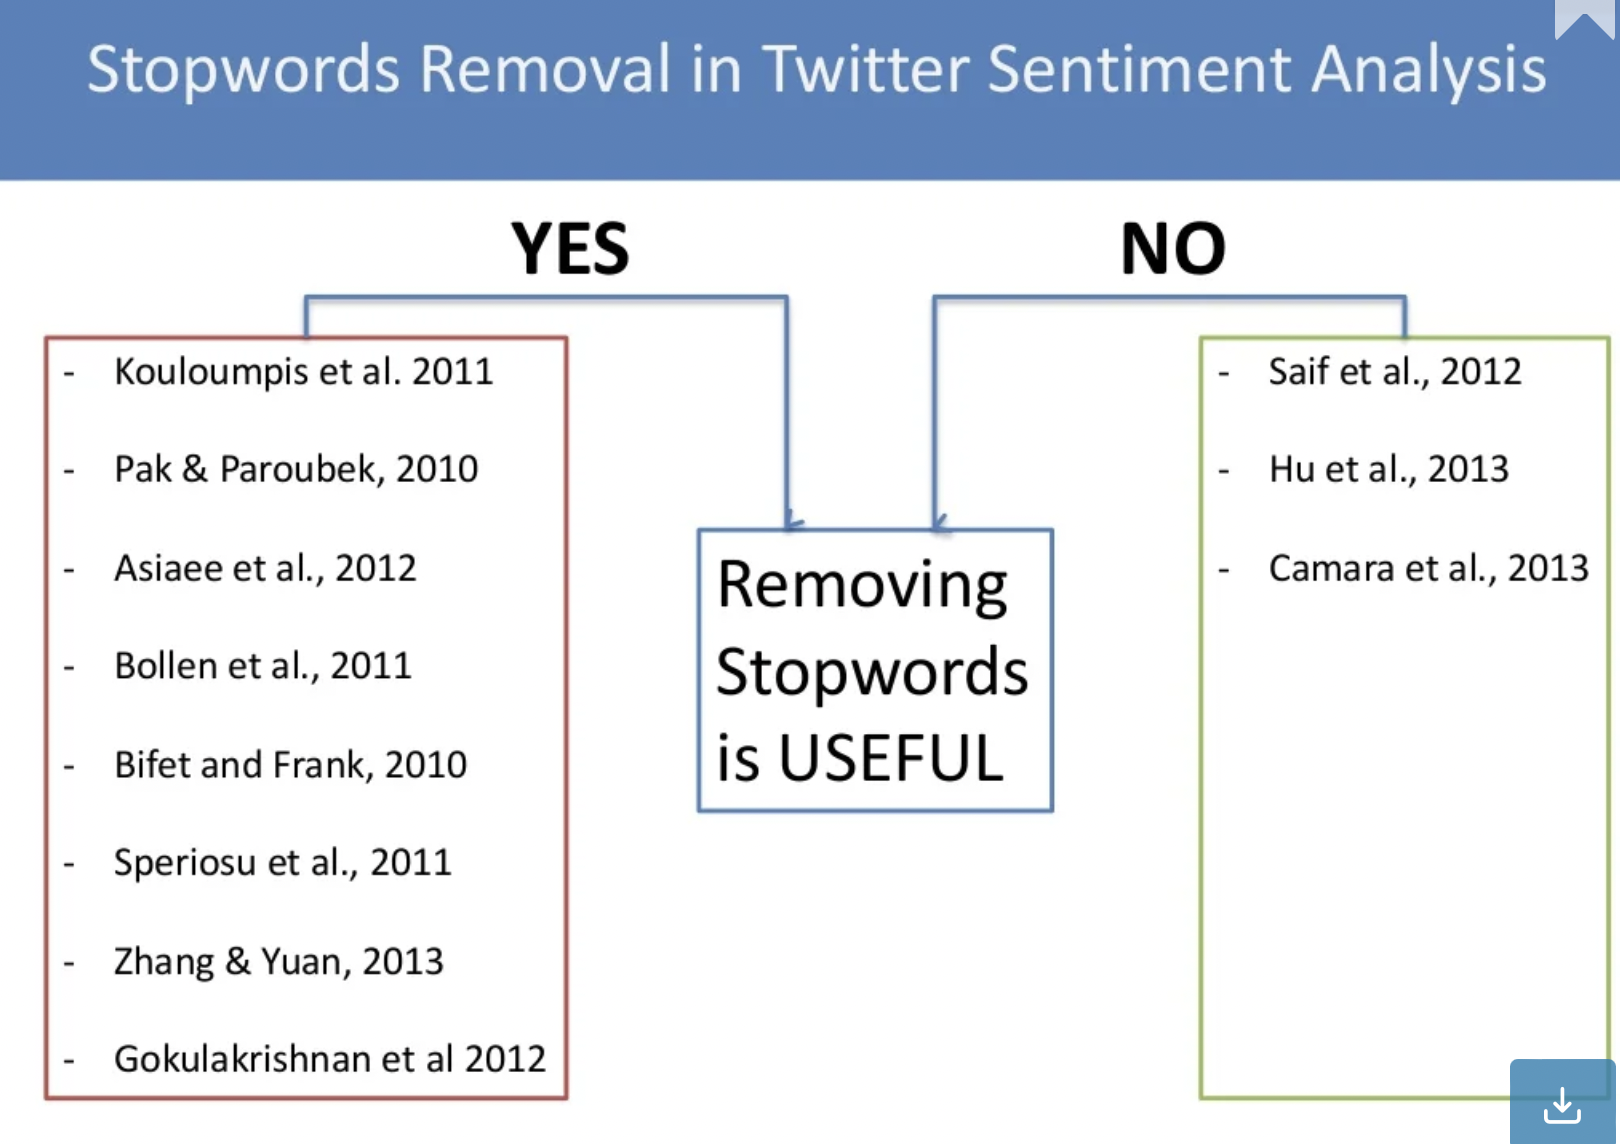 Stopwords Removal in Twitter Sentiment Analysis
YES
NO
- Kouloumpis et al. 2011
- Pak & Paroubek, 2010
- Asiaee et al., 2012
- Bollen et al., 2011
- Bifet and Frank, 2010
- Speriosu et al., 2011
- Zhang & Yuan, 2013
- Gokulakrishnan et al 2012
Removing
Stopwords
is USEFUL
- Saif et al., 2012
- Hu et al., 2013
- Camara et al., 2013